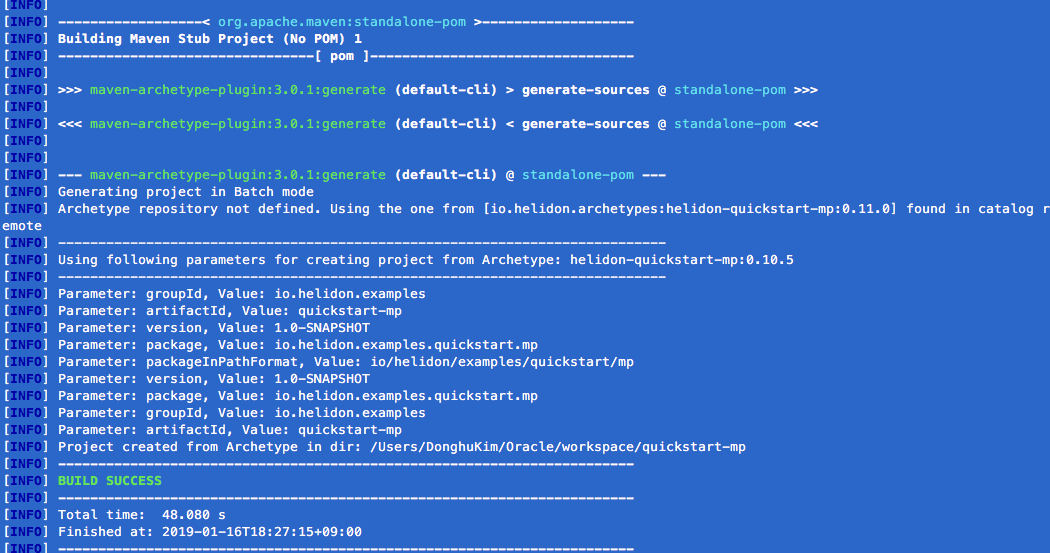 [INFO]
[INFO] ------------------< org.apache.maven:standalone-pom >-------------------
[INFO] Building Maven Stub Project (No POM) 1
[INFO] --------------------------------[ pom ]---------------------------------
[INFO]
[INFO] >>> maven-archetype-plugin:3.0.1:generate (default-cli) > generate-sources @ standalone-pom >>>
[INFO]
[INFO] <<< maven-archetype-plugin:3.0.1:generate (default-cli) < generate-sources @ standalone-pom <<<
[INFO]
[INFO]
[INFO] --- maven-archetype-plugin:3.0.1:generate (default-cli) @ standalone-pom ---
[INFO] Generating project in Batch mode
[INFO] Archetype repository not defined. Using the one from [io.helidon.archetypes:helidon-quickstart-mp:0.11.0] found in catalog r
emote
[INFO] ----------------------------------------------------------------------------
[INFO] Using following parameters for creating project from Archetype: helidon-quickstart-mp:0.10.5
[INFO] ----------------------------------------------------------------------------
[INFO] Parameter: groupId, Value: io.helidon.examples
[INFO] Parameter: artifactId, Value: quickstart-mp
[INFO] Parameter: version, Value: 1.0-SNAPSHOT
[INFO] Parameter: package, Value: io.helidon.examples.quickstart.mp
[INFO] Parameter: packageInPathFormat, Value: io/helidon/examples/quickstart/mp
[INFO] Parameter: version, Value: 1.0-SNAPSHOT
[INFO] Parameter: package, Value: io.helidon.examples.quickstart.mp
[INFO] Parameter: groupId, Value: io.helidon.examples
[INFO] Parameter: artifactId, Value: quickstart-mp
[INFO] Project created from Archetype in dir: /Users/DonghuKim/Oracle/workspace/quickstart-mp
[INFO] ------------------------------------------------------------------------
[INFO] BUILD SUCCESS
[INFO] ------------------------------------------------------------------------
[INFO] Total time:  48.080 s
[INFO] Finished at: 2019-01-16T18:27:15+09:00
[INFO] ------------------------------------------------------------------------